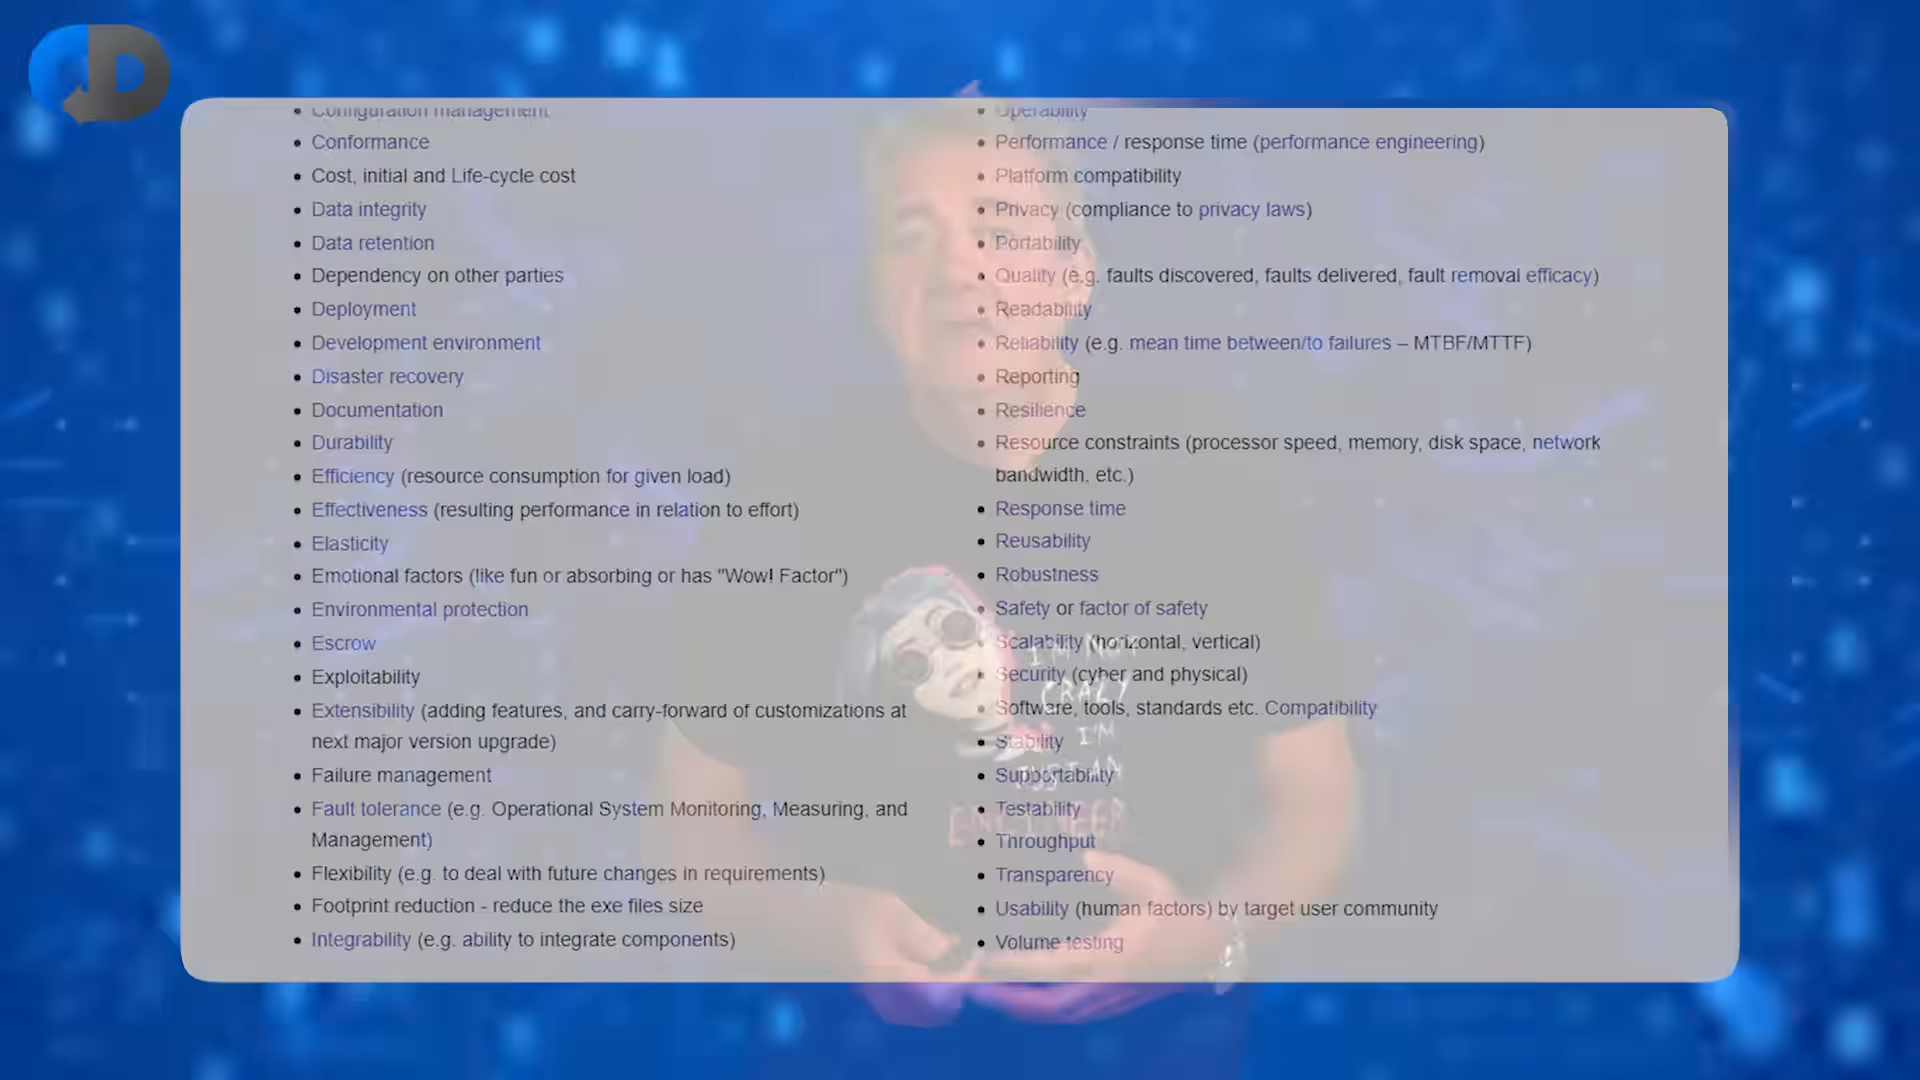 Configuration management
Conformance
Cost, initial and Life-cycle cost
Data integrity
Data retention
Dependency on other parties
Deployment
Development environment
Disaster recovery
Documentation
Durability
Efficiency (resource consumption for given load)
Effectiveness (resulting performance in relation to effort)
Elasticity
Emotional factors (like fun or absorbing or has "Wow! Factor")
Environmental protection
Escrow
Exploitability
Extensibility (adding features, and carry-forward of customizations at
next major version upgrade)
Failure management
Fault tolerance (e.g. Operational System Monitoring, Measuring, and
Management)
Flexibility (e.g. to deal with future changes in requirements)
Footprint reduction - reduce the exe files size
Integrability (e.g. ability to integrate components)
Operability
Performance / response time (performance engineering)
Platform compatibility
Privacy (compliance to privacy laws)
Portability
Quality (e.g. faults discovered, faults delivered, fault removal efficacy)
Readability
Reliability (e.g. mean time between/to failures – MTBF/MTTF)
Reporting
Resilience
Resource constraints (processor speed, memory, disk space, network
bandwidth, etc.)
Response time
Reusability
Robustness
Safety or factor of safety
Scalability (horizontal, vertical)
Security (cyber and physical)
Software, tools, standards etc. Compatibility
Stability
Supportability
Testability
Throughput
Transparency
Usability (human factors) by target user community
Volume testing
I'M NOT
CRAZY
I'M
JUST AN
ENGINEER